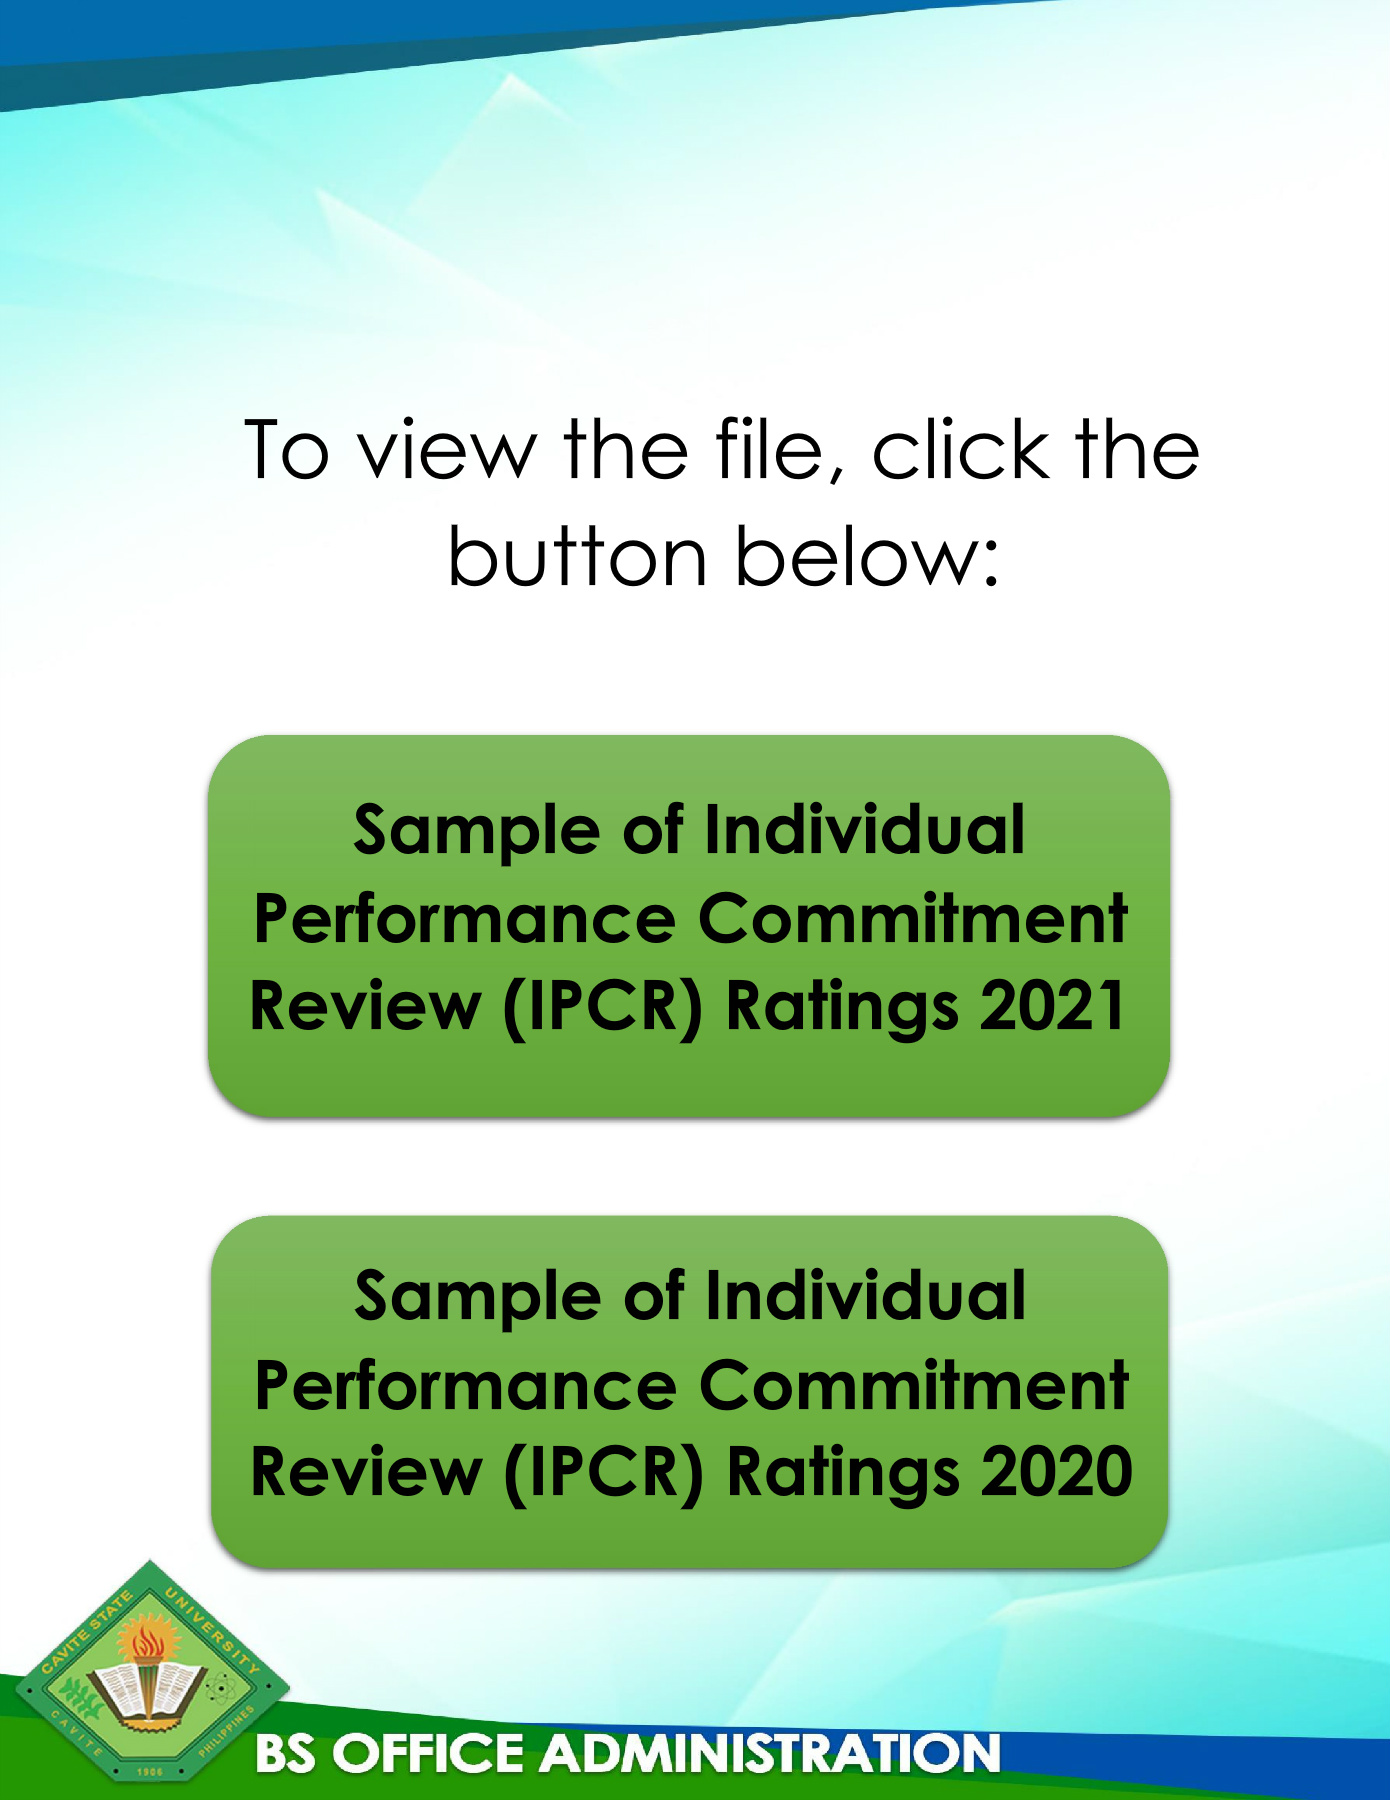 To view the file, click the
button below:
Sample of Individual
Performance Commitment
Review (IPCR) Ratings 2021
Sample of Individual
Performance Commitment
Review (IPCR) Ratings 2020
CAVITE STATE UNIVERSITY
CAVITE PHILIPPINES
1906
BS OFFICE ADMINISTRATION